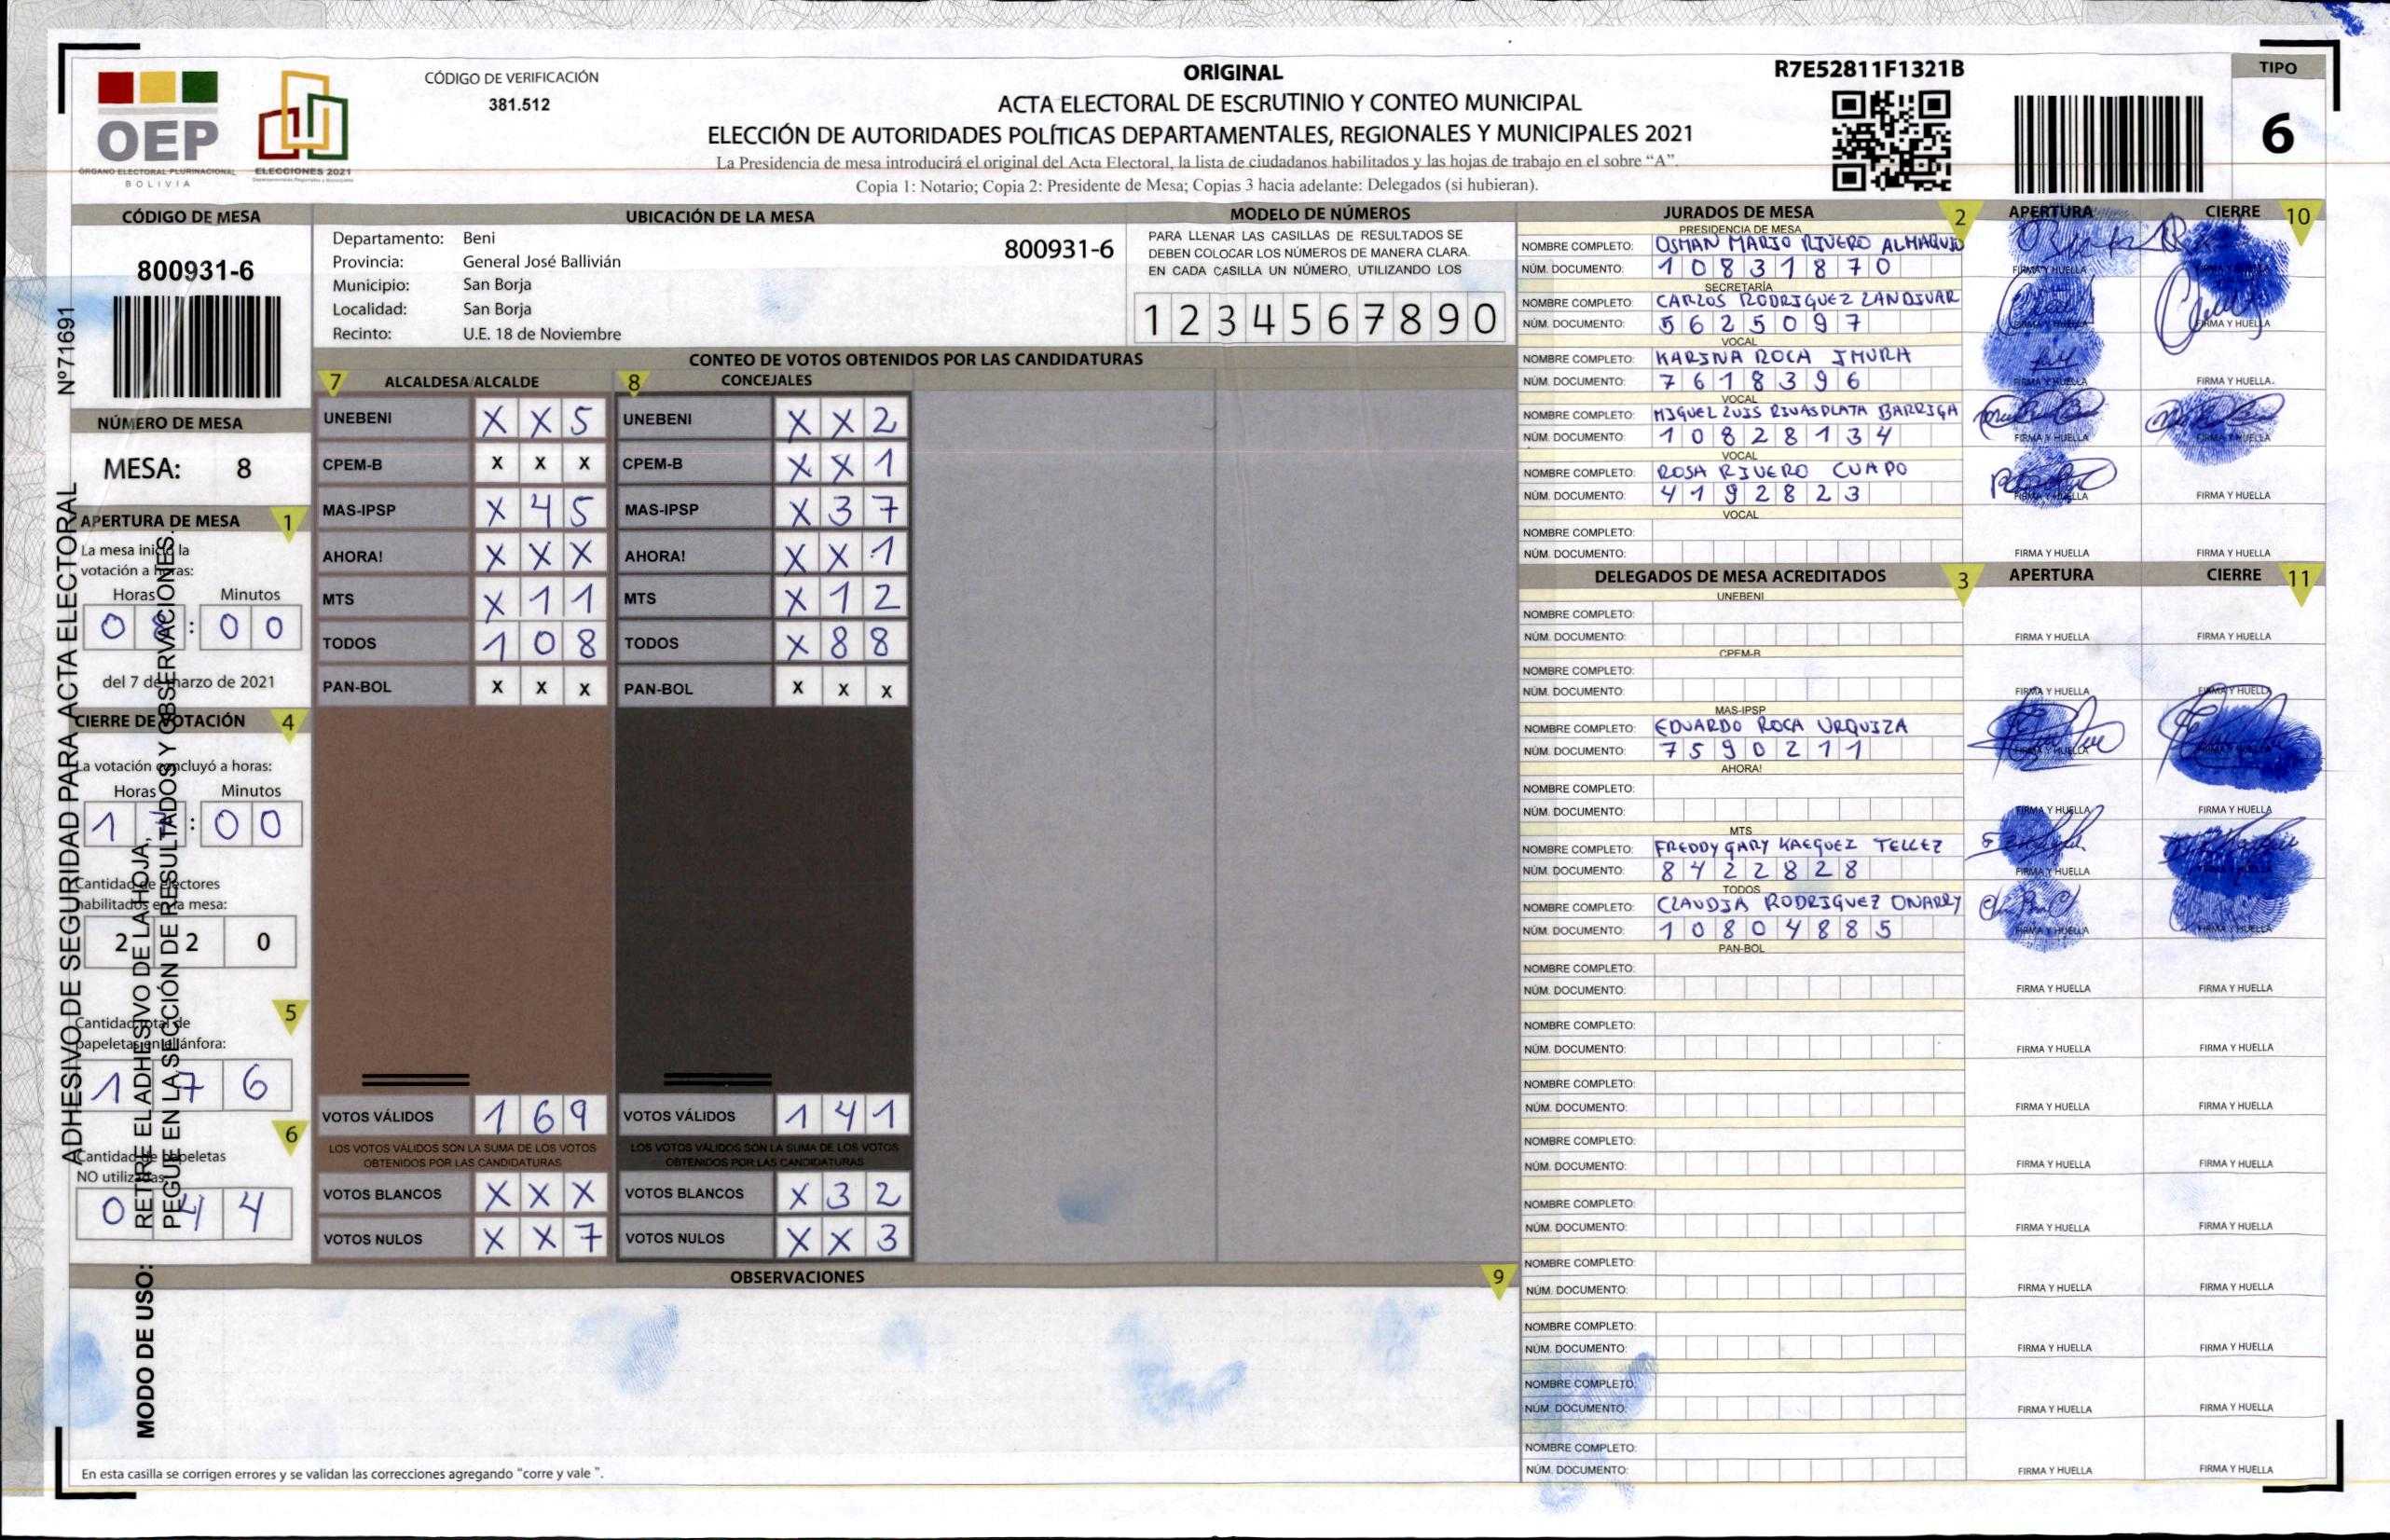 OEP
ÓRGANO ELECTORAL PLURINACIONAL
BOLIVIA
ELECCIONES 2021
CÓDIGO DE VERIFICACIÓN
381.512
ORIGINAL
ACTA ELECTORAL DE ESCRUTINIO Y CONTEO MUNICIPAL
ELECCIÓN DE AUTORIDADES POLÍTICAS DEPARTAMENTALES, REGIONALES Y MUNICIPALES 2021
La Presidencia de mesa introducirá el original del Acta Electoral, la lista de ciudadanos habilitados y las hojas de trabajo en el sobre “A”.
Copia 1: Notario; Copia 2: Presidente de Mesa; Copias 3 hacia adelante: Delegados (si hubieran).
R7E52811F1321B
TIPO
6
Nº71691
ADHESIVO DE SEGURIDAD PARA ACTA ELECTORAL
MODO DE USO: RETIRE EL ADHESIVO DE LA HOJA,
PEGUE EN LA SECCIÓN DE RESULTADOS Y OBSERVACIONES.
CÓDIGO DE MESA
800931-6
NÚMERO DE MESA
MESA: 8
APERTURA DE MESA 1
La mesa inicia la
votación a horas:
Horas Minutos
0 : 0 0
del 7 de marzo de 2021
CIERRE DE VOTACIÓN 4
La votación concluyó a horas:
Horas Minutos
1 : 0 0
Cantidad de electores
habilitados en la mesa:
2 2 0
5
Cantidad total de
papeletas en el ánfora:
1 7 6
6
Cantidad de papeletas
NO utilizadas:
0 4 4
UBICACIÓN DE LA MESA
Departamento: Beni
800931-6
Provincia: General José Ballivián
Municipio: San Borja
Localidad: San Borja
Recinto: U.E. 18 de Noviembre
MODELO DE NÚMEROS
PARA LLENAR LAS CASILLAS DE RESULTADOS SE
DEBEN COLOCAR LOS NÚMEROS DE MANERA CLARA.
EN CADA CASILLA UN NÚMERO, UTILIZANDO LOS
1 2 3 4 5 6 7 8 9 0
CONTEO DE VOTOS OBTENIDOS POR LAS CANDIDATURAS
7 ALCALDESA/ALCALDE 8 CONCEJALES
UNEBENI X X 5 UNEBENI X X 2
CPEM-B X X X CPEM-B X X 1
MAS-IPSP X 4 5 MAS-IPSP X 3 7
AHORA! X X X AHORA! X X 1
MTS X 1 1 MTS X 1 2
TODOS 1 0 8 TODOS X 8 8
PAN-BOL X X X PAN-BOL X X X
VOTOS VÁLIDOS 1 6 9 VOTOS VÁLIDOS 1 4 1
LOS VOTOS VÁLIDOS SON LA SUMA DE LOS VOTOS LOS VOTOS VÁLIDOS SON LA SUMA DE LOS VOTOS
OBTENIDOS POR LAS CANDIDATURAS OBTENIDOS POR LAS CANDIDATURAS
VOTOS BLANCOS X X X VOTOS BLANCOS X 3 2
VOTOS NULOS X X 7 VOTOS NULOS X X 3
OBSERVACIONES 9
En esta casilla se corrigen errores y se validan las correcciones agregando “corre y vale”.
JURADOS DE MESA 2 APERTURA CIERRE 10
PRESIDENCIA DE MESA
NOMBRE COMPLETO: OSMAN MARIO RIVERO
NÚM. DOCUMENTO: 1 0 8 3 1 8 7 0 FIRMA Y HUELLA
SECRETARÍA
NOMBRE COMPLETO: CARLOS RODRIGUEZ ZANDIVAR
NÚM. DOCUMENTO: 5 6 2 5 0 9 7 FIRMA Y HUELLA FIRMA Y HUELLA
VOCAL
NOMBRE COMPLETO: KARINA ROCA IMURA
NÚM. DOCUMENTO: 7 6 1 8 3 9 6 FIRMA Y HUELLA FIRMA Y HUELLA.
VOCAL
NOMBRE COMPLETO: MIGUEL LUIS RIVASPLATA BARRIGA
NÚM. DOCUMENTO: 1 0 8 2 8 1 3 4 FIRMA Y HUELLA FIRMA Y HUELLA
VOCAL
NOMBRE COMPLETO: ROSA RIVERO CUAPO
NÚM. DOCUMENTO: 4 1 9 2 8 2 3 FIRMA Y HUELLA FIRMA Y HUELLA
VOCAL
NOMBRE COMPLETO:
NÚM. DOCUMENTO: FIRMA Y HUELLA FIRMA Y HUELLA
DELEGADOS DE MESA ACREDITADOS 3 APERTURA CIERRE 11
UNEBENI
NOMBRE COMPLETO:
NÚM. DOCUMENTO: FIRMA Y HUELLA FIRMA Y HUELLA
CPEM-B
NOMBRE COMPLETO:
NÚM. DOCUMENTO: FIRMA Y HUELLA FIRMA Y HUELLA
MAS-IPSP
NOMBRE COMPLETO: EDUARDO ROCA URQUIZA
NÚM. DOCUMENTO: 7 5 9 0 2 1 1 FIRMA Y HUELLA
AHORA!
NOMBRE COMPLETO:
NÚM. DOCUMENTO: FIRMA Y HUELLA FIRMA Y HUELLA
MTS
NOMBRE COMPLETO: FREDDY GARY TELLEZ
NÚM. DOCUMENTO: 8 4 2 2 8 2 8 FIRMA Y HUELLA
TODOS
NOMBRE COMPLETO: CLAUDIA RODRIGUEZ ONARRY
NÚM. DOCUMENTO: 1 0 8 0 4 8 8 5 FIRMA Y HUELLA FIRMA Y HUELLA
PAN-BOL
NOMBRE COMPLETO:
NÚM. DOCUMENTO: FIRMA Y HUELLA FIRMA Y HUELLA
NOMBRE COMPLETO:
NÚM. DOCUMENTO: FIRMA Y HUELLA FIRMA Y HUELLA
NOMBRE COMPLETO:
NÚM. DOCUMENTO: FIRMA Y HUELLA FIRMA Y HUELLA
NOMBRE COMPLETO:
NÚM. DOCUMENTO: FIRMA Y HUELLA FIRMA Y HUELLA
NOMBRE COMPLETO:
NÚM. DOCUMENTO: FIRMA Y HUELLA FIRMA Y HUELLA
NOMBRE COMPLETO:
NÚM. DOCUMENTO: FIRMA Y HUELLA FIRMA Y HUELLA
NOMBRE COMPLETO:
NÚM. DOCUMENTO: FIRMA Y HUELLA FIRMA Y HUELLA
NOMBRE COMPLETO:
NÚM. DOCUMENTO: FIRMA Y HUELLA FIRMA Y HUELLA
NOMBRE COMPLETO:
NÚM. DOCUMENTO: FIRMA Y HUELLA FIRMA Y HUELLA